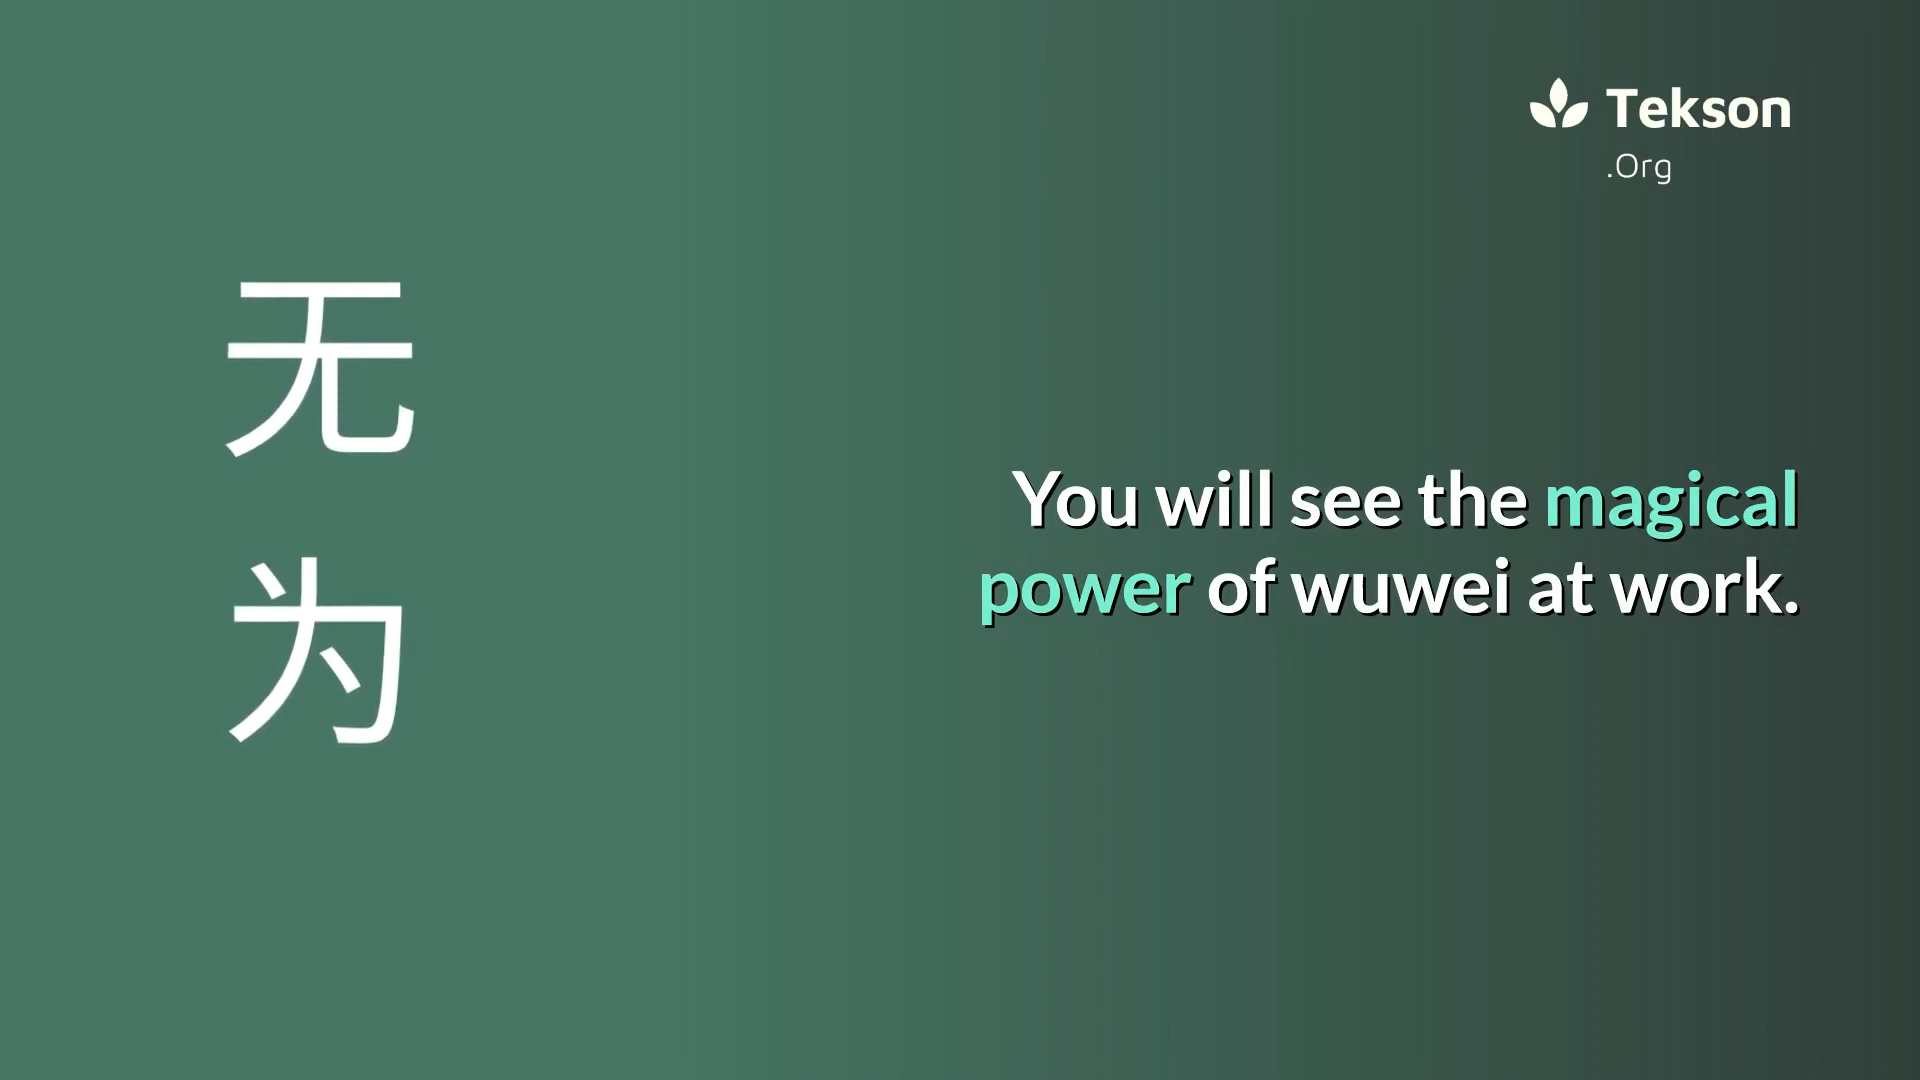 Tekson
.Org
无
为
You will see the magical
power of wuwei at work.